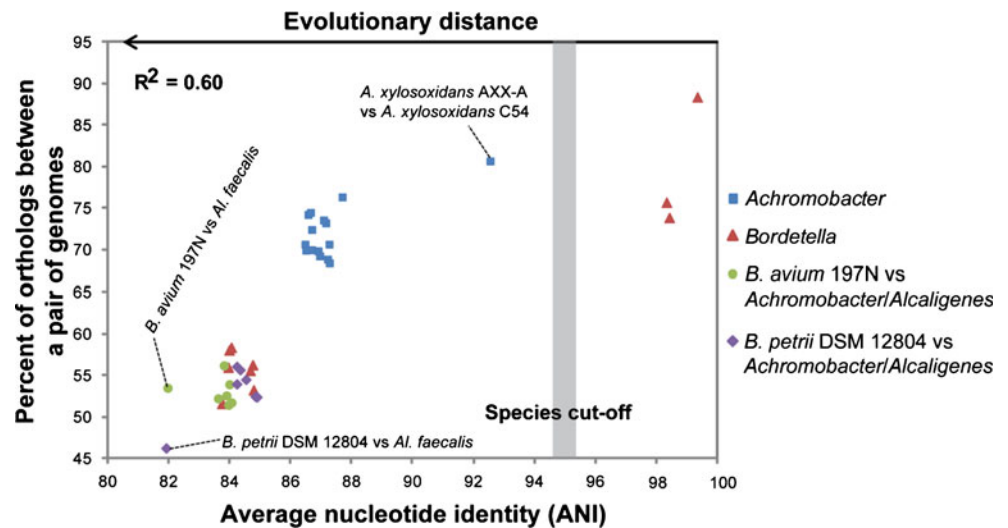 Evolutionary distance
Percent of orthologs between
a pair of genomes
95
90
85
80
75
70
65
60
55
50
45
R2 = 0.60
A. xylosoxidans AXX-A
vs A. xylosoxidans C54
B. avium 197N vs Al. faecalis
Species cut-off
B. petrii DSM 12804 vs Al. faecalis
80 82 84 86 88 90 92 94 96 98 100
Average nucleotide identity (ANI)
Achromobacter
Bordetella
B. avium 197N vs
Achromobacter/Alcaligenes
B. petrii DSM 12804 vs
Achromobacter/Alcaligenes